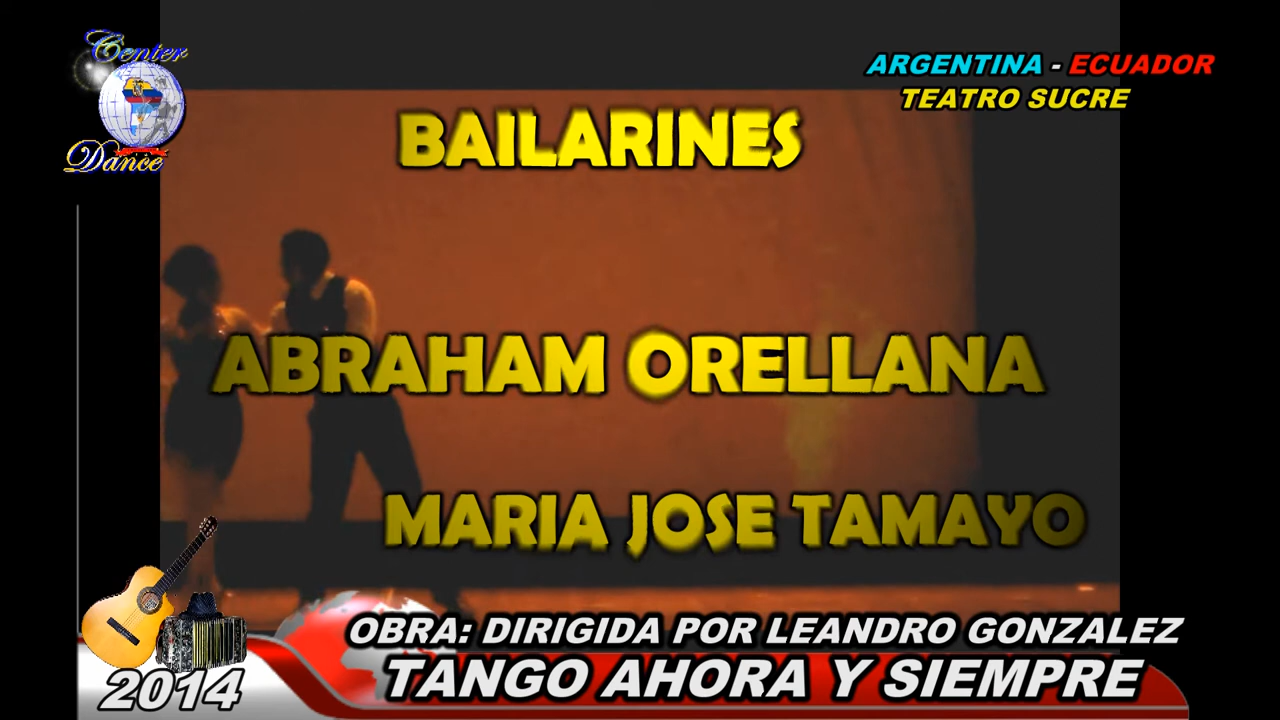 Center
Dance
ARGENTINA - ECUADOR
TEATRO SUCRE
BAILARINES
ABRAHAM ORELLANA
MARIA JOSE TAMAYO
OBRA: DIRIGIDA POR LEANDRO GONZALEZ
TANGO AHORA Y SIEMPRE
2014